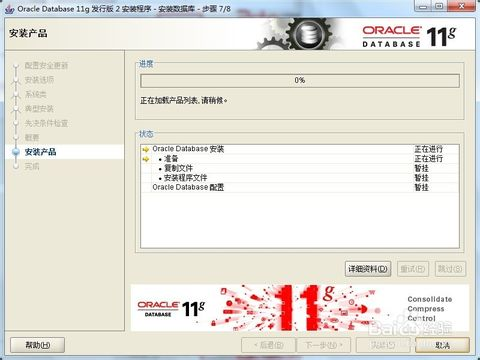 Oracle Database 11g 发行版 2 安装程序 - 安装数据库 - 步骤 7/8
安装产品
ORACLE 11g
DATABASE
配置安全更新
安装选项
系统类
典型安装
先决条件检查
概要
安装产品
完成
进度
0%
正在加载产品列表, 请稍候。
状态
Oracle Database 安装 正在进行
• 准备 正在进行
• 复制文件 暂挂
• 安装程序文件 暂挂
Oracle Database 配置 暂挂
详细资料(D) 重试(R) 跳过(S)
ORACLE 11g
DATABASE
11g
Consolidate
Compress
Control
帮助(H) < 后退(B) 下一步(N) > 取消